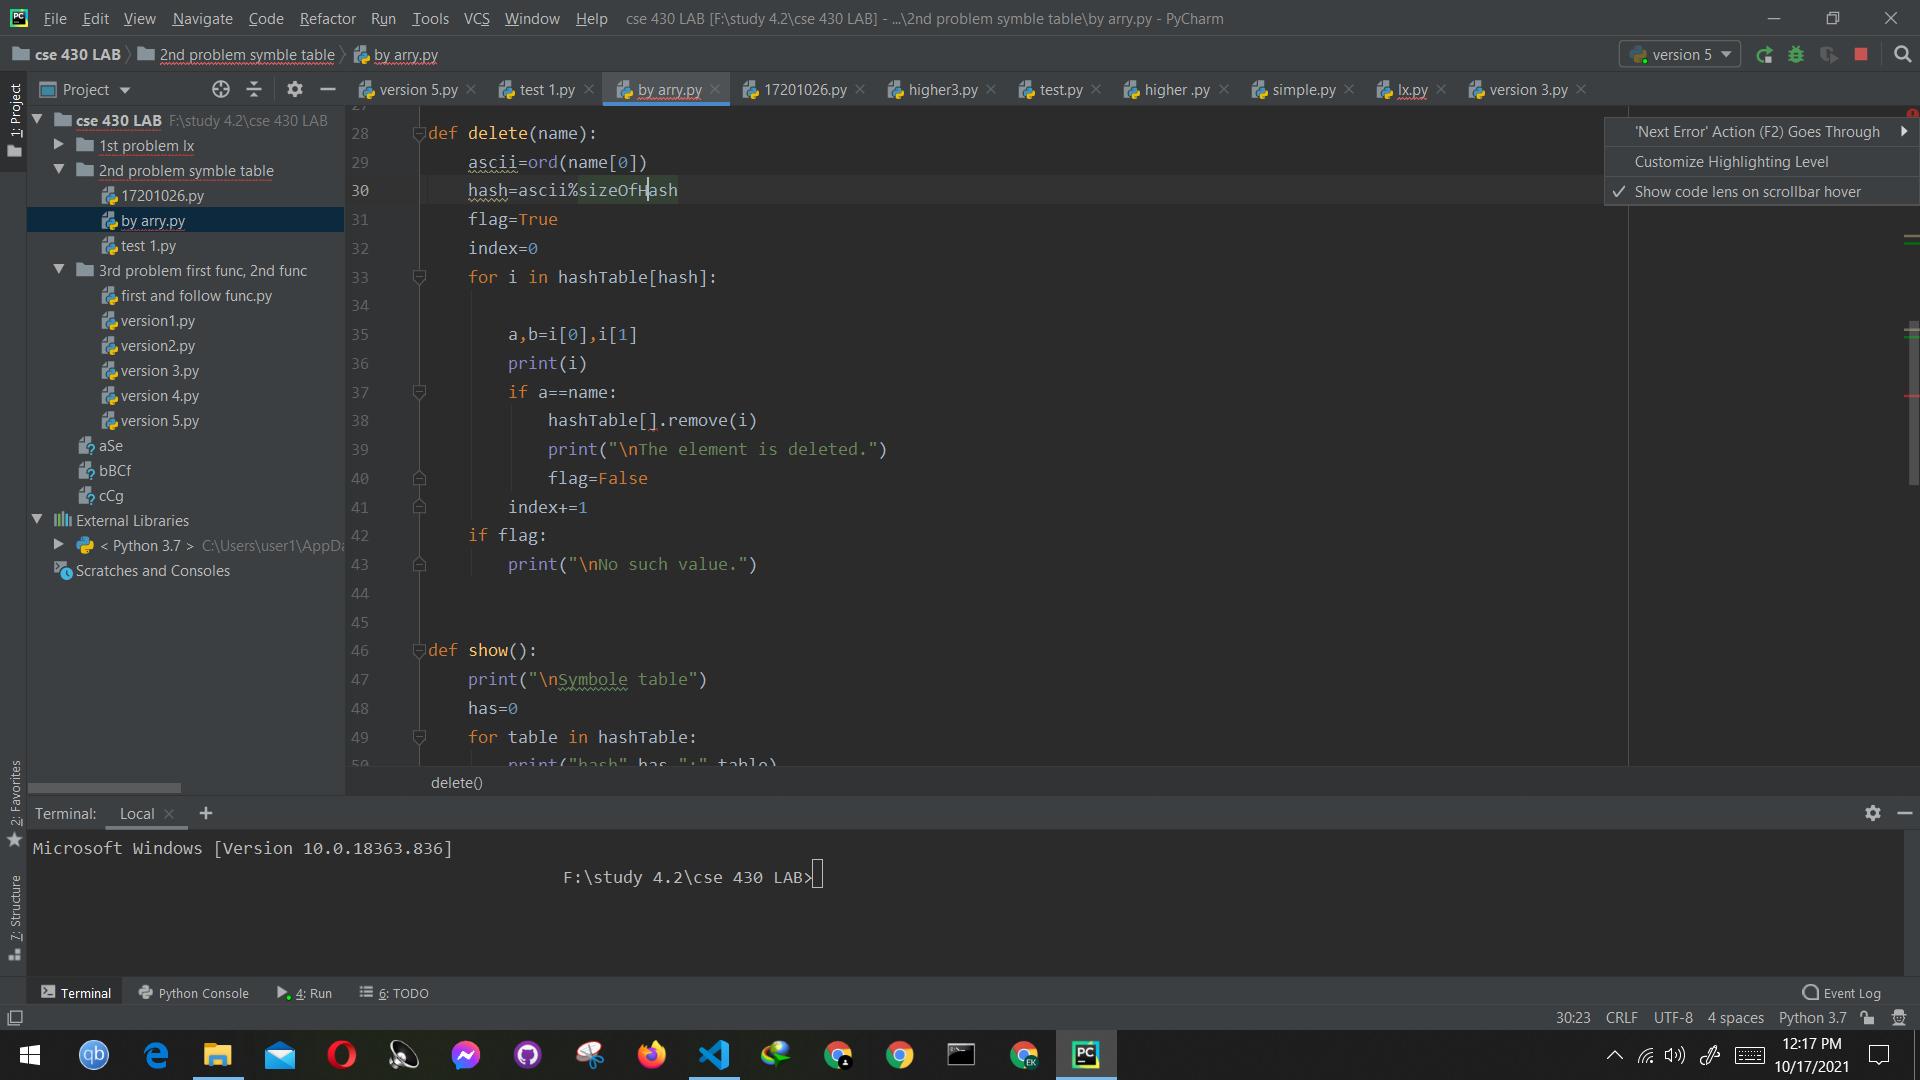 File Edit View Navigate Code Refactor Run Tools VCS Window Help cse 430 LAB [F:\study 4.2\cse 430 LAB] - ...\2nd problem symble table\by arry.py - PyCharm
cse 430 LAB 2nd problem symble table by arry.py version 5
Project version 5.py test 1.py by arry.py 17201026.py higher3.py test.py higher .py simple.py lx.py version 3.py
1: Project
cse 430 LAB F:\study 4.2\cse 430 LAB
1st problem lx
2nd problem symble table
17201026.py
by arry.py
test 1.py
3rd problem first func, 2nd func
first and follow func.py
version1.py
version2.py
version 3.py
version 4.py
version 5.py
aSe
bBCf
cCg
External Libraries
< Python 3.7 > C:\Users\user1\AppDa
Scratches and Consoles
27
28 def delete(name):
29 ascii=ord(name[0])
30 hash=ascii%sizeOfHash
31 flag=True
32 index=0
33 for i in hashTable[hash]:
34
35 a,b=i[0],i[1]
36 print(i)
37 if a==name:
38 hashTable[].remove(i)
39 print("\nThe element is deleted.")
40 flag=False
41 index+=1
42 if flag:
43 print("\nNo such value.")
44
45
46 def show():
47 print("\nSymbole table")
48 has=0
49 for table in hashTable:
50 print("hash",has,":",table)
'Next Error' Action (F2) Goes Through
Customize Highlighting Level
Show code lens on scrollbar hover
delete()
2: Favorites
7: Structure
Terminal: Local
Microsoft Windows [Version 10.0.18363.836]
F:\study 4.2\cse 430 LAB>
Terminal Python Console 4: Run 6: TODO Event Log
30:23 CRLF UTF-8 4 spaces Python 3.7
qb EK PC
12:17 PM
10/17/2021